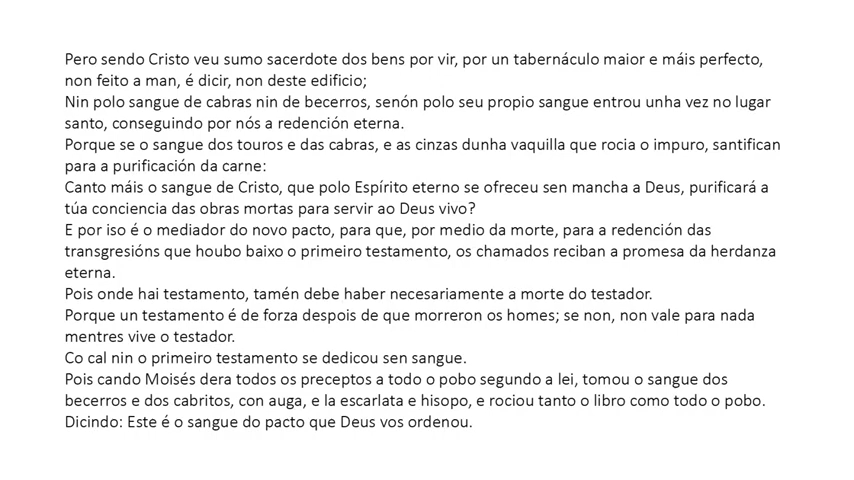 Pero sendo Cristo veu sumo sacerdote dos bens por vir, por un tabernáculo maior e máis perfecto,
non feito a man, é dicir, non deste edificio;
Nin polo sangue de cabras nin de becerros, senón polo seu propio sangue entrou unha vez no lugar
santo, conseguindo por nós a redención eterna.
Porque se o sangue dos touros e das cabras, e as cinzas dunha vaquilla que rocia o impuro, santifican
para a purificación da carne:
Canto máis o sangue de Cristo, que polo Espírito eterno se ofreceu sen mancha a Deus, purificará a
túa conciencia das obras mortas para servir ao Deus vivo?
E por iso é o mediador do novo pacto, para que, por medio da morte, para a redención das
transgresións que houbo baixo o primeiro testamento, os chamados reciban a promesa da herdanza
eterna.
Pois onde hai testamento, tamén debe haber necesariamente a morte do testador.
Porque un testamento é de forza despois de que morreron os homes; se non, non vale para nada
mentres vive o testador.
Co cal nin o primeiro testamento se dedicou sen sangue.
Pois cando Moisés dera todos os preceptos a todo o pobo segundo a lei, tomou o sangue dos
becerros e dos cabritos, con auga, e la escarlata e hisopo, e rociou tanto o libro como todo o pobo.
Dicindo: Este é o sangue do pacto que Deus vos ordenou.